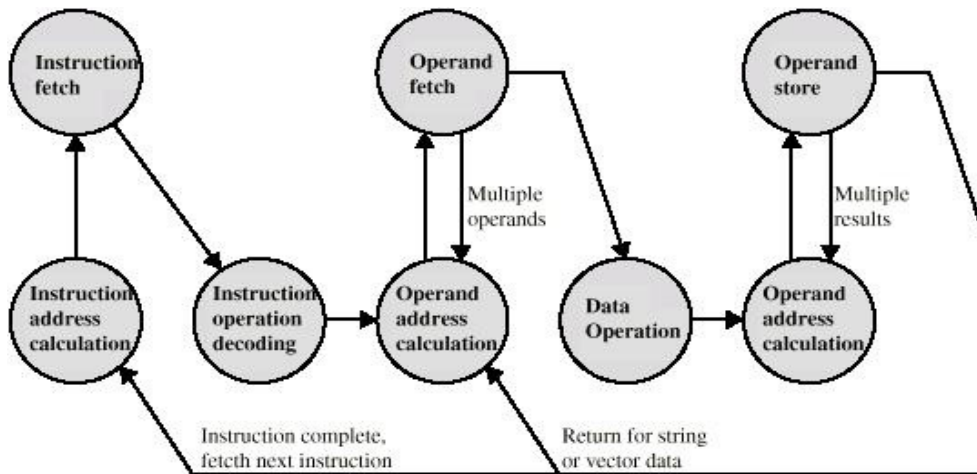 Instruction
fetch
Operand
fetch
Operand
store
Multiple
operands
Multiple
results
Instruction
address
calculation
Instruction
operation
decoding
Operand
address
calculation
Data
Operation
Operand
address
calculation
Instruction complete,
fetcth next instruction
Return for string
or vector data